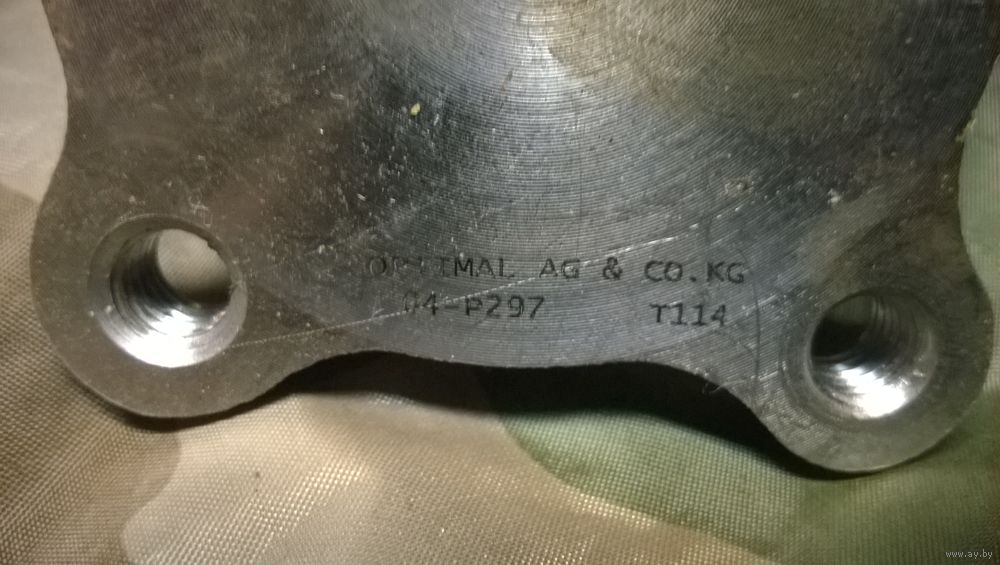 OPTIMAL AG & CO.KG
04-P297 T114
www.ay.by